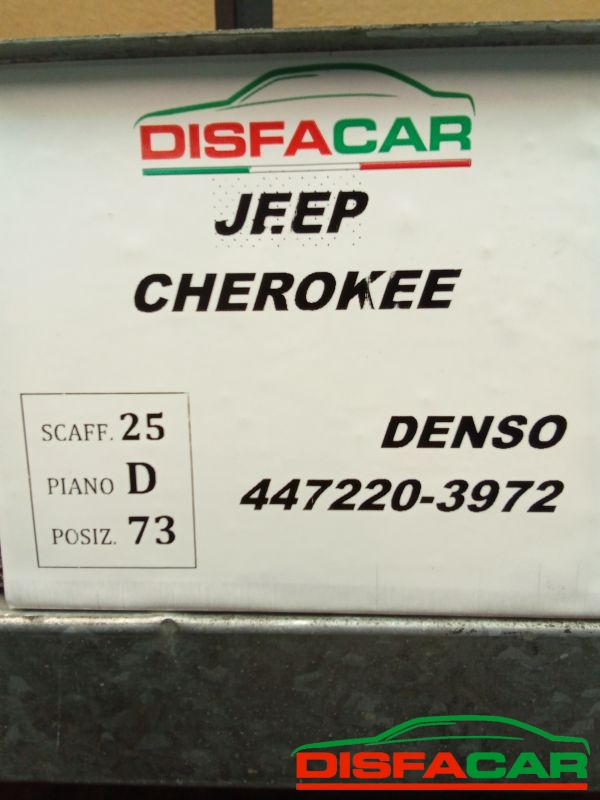 DISFACAR
JEEP
CHEROKEE
SCAFF. 25
PIANO D
POSIZ. 73
DENSO
447220-3972
DISFACAR